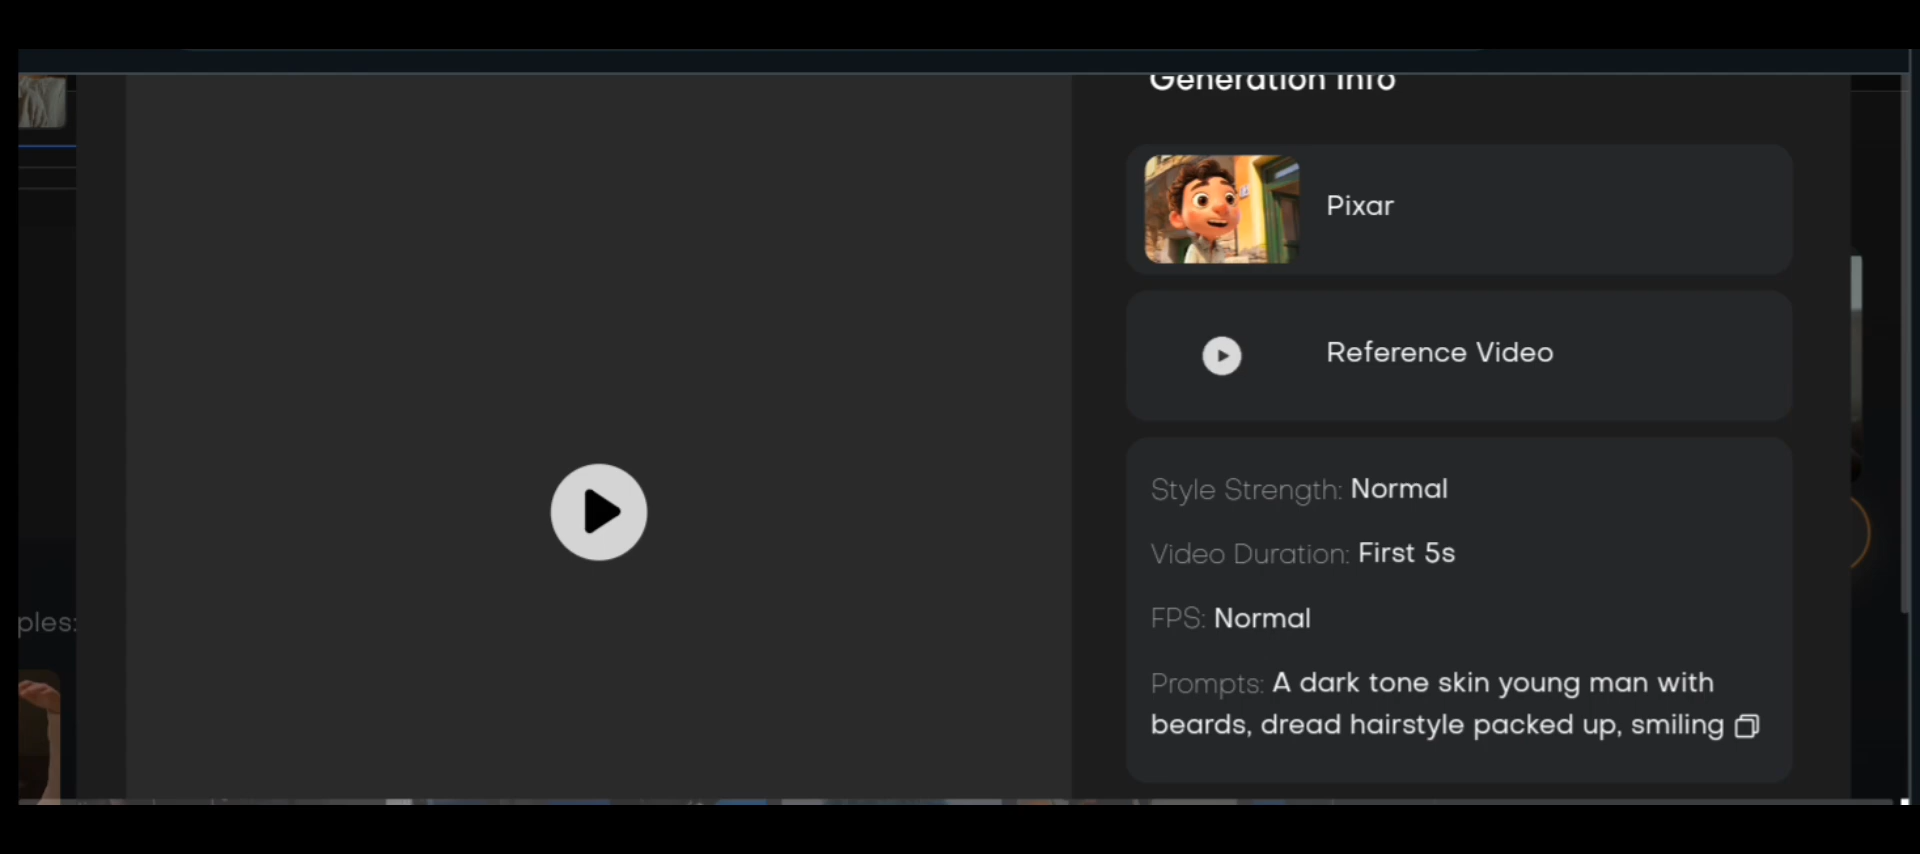 Generation Info
Pixar
Reference Video
Style Strength: Normal
Video Duration: First 5s
FPS: Normal
Prompts: A dark tone skin young man with
beards, dread hairstyle packed up, smiling
ples: